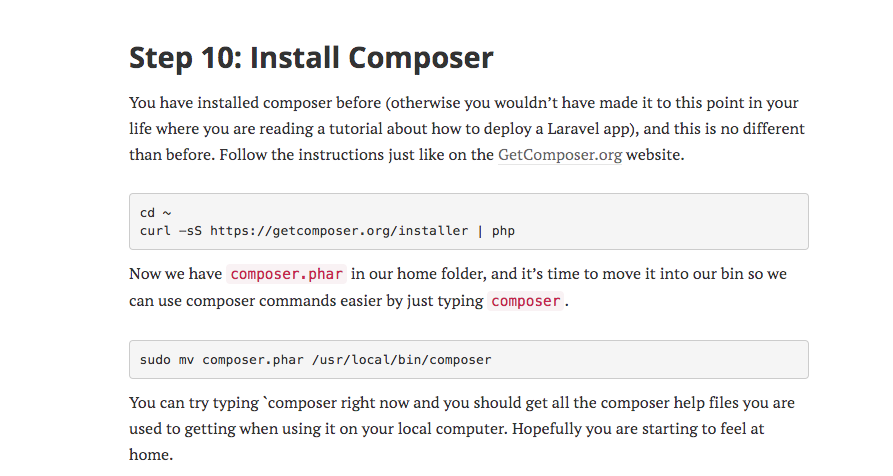 Step 10: Install Composer
You have installed composer before (otherwise you wouldn’t have made it to this point in your
life where you are reading a tutorial about how to deploy a Laravel app), and this is no different
than before. Follow the instructions just like on the GetComposer.org website.
cd ~
curl –sS https://getcomposer.org/installer | php
Now we have composer.phar in our home folder, and it’s time to move it into our bin so we
can use composer commands easier by just typing composer.
sudo mv composer.phar /usr/local/bin/composer
You can try typing `composer right now and you should get all the composer help files you are
used to getting when using it on your local computer. Hopefully you are starting to feel at
home.